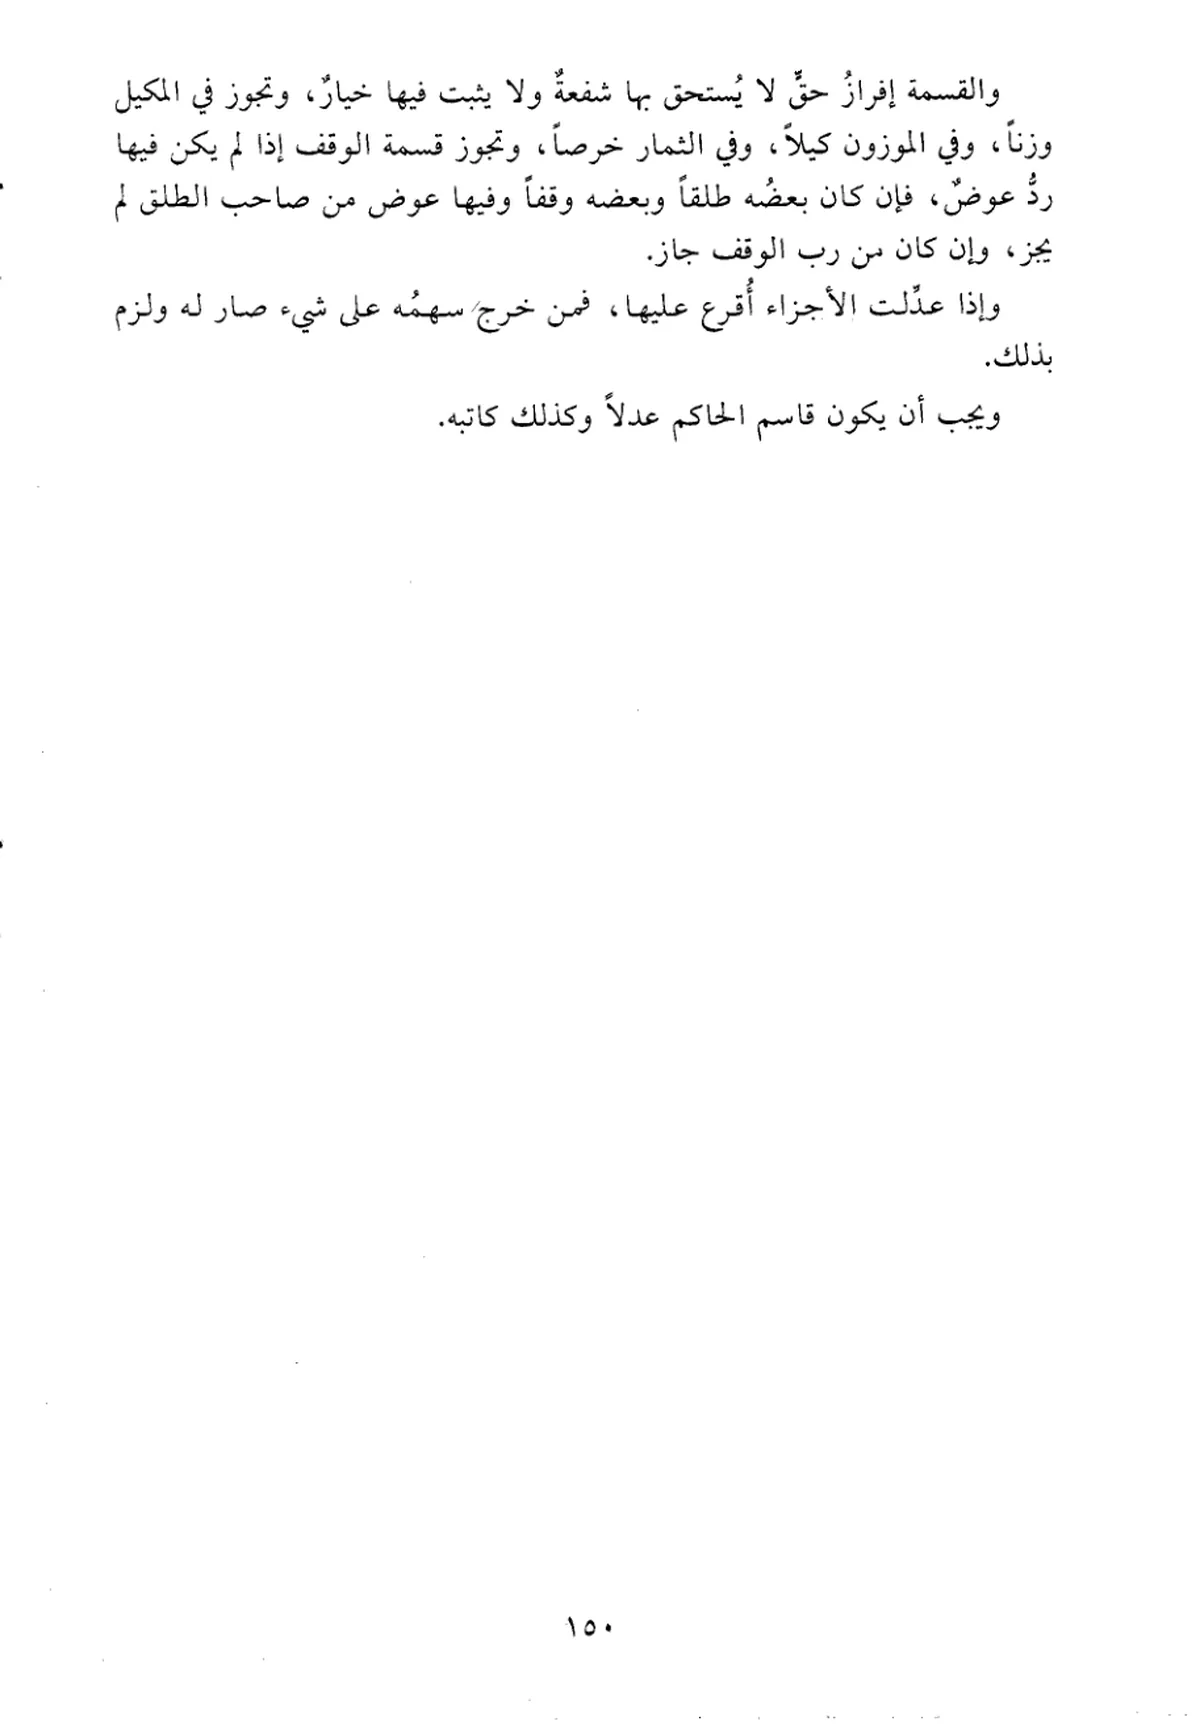 والقسمة إفرازُ حقٍّ لا يُستحق بها شفعةٌ ولا يثبت فيها خيارٌ، وتجوز في المكيل
وزناً، وفي الموزون كيلاً، وفي الثمار خرصاً، وتجوز قسمة الوقف إذا لم يكن فيها
ردُّ عوضٌ، فإن كان بعضُه طلقاً وبعضه وقفاً وفيها عوض من صاحب الطلق لم
يجز، وإن كان من رب الوقف جاز.
وإذا عدِّلت الأجزاء أُقرع عليها، فمن خرج سهمُه على شيء صار له ولزم
بذلك.
ويجب أن يكون قاسم الحاكم عدلاً وكذلك كاتبه.
١٥٠